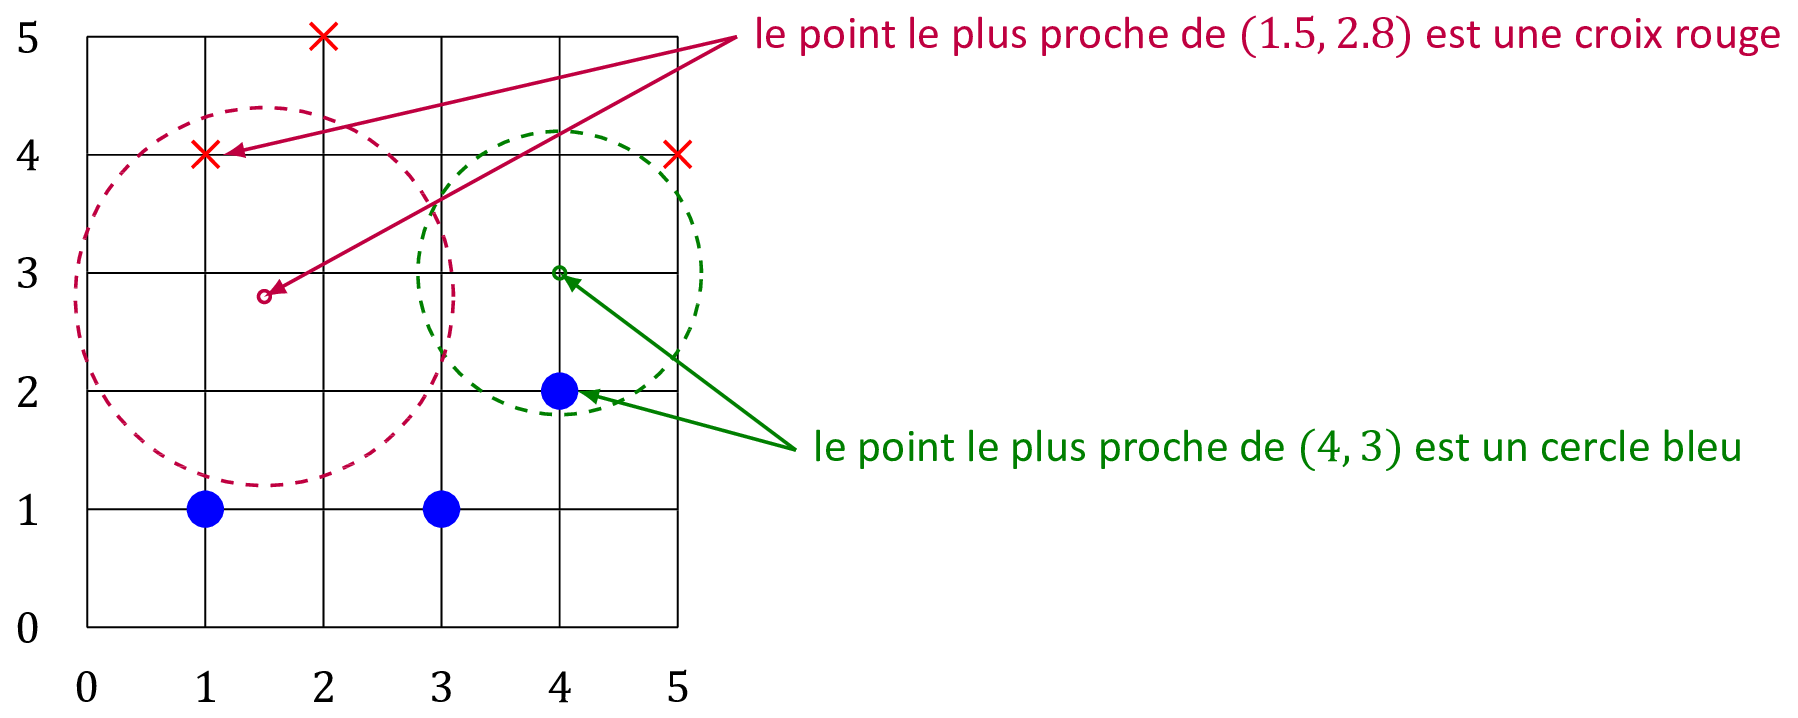 5
le point le plus proche de (1.5, 2.8) est une croix rouge
4
3
2
le point le plus proche de (4, 3) est un cercle bleu
1
0
0 1 2 3 4 5